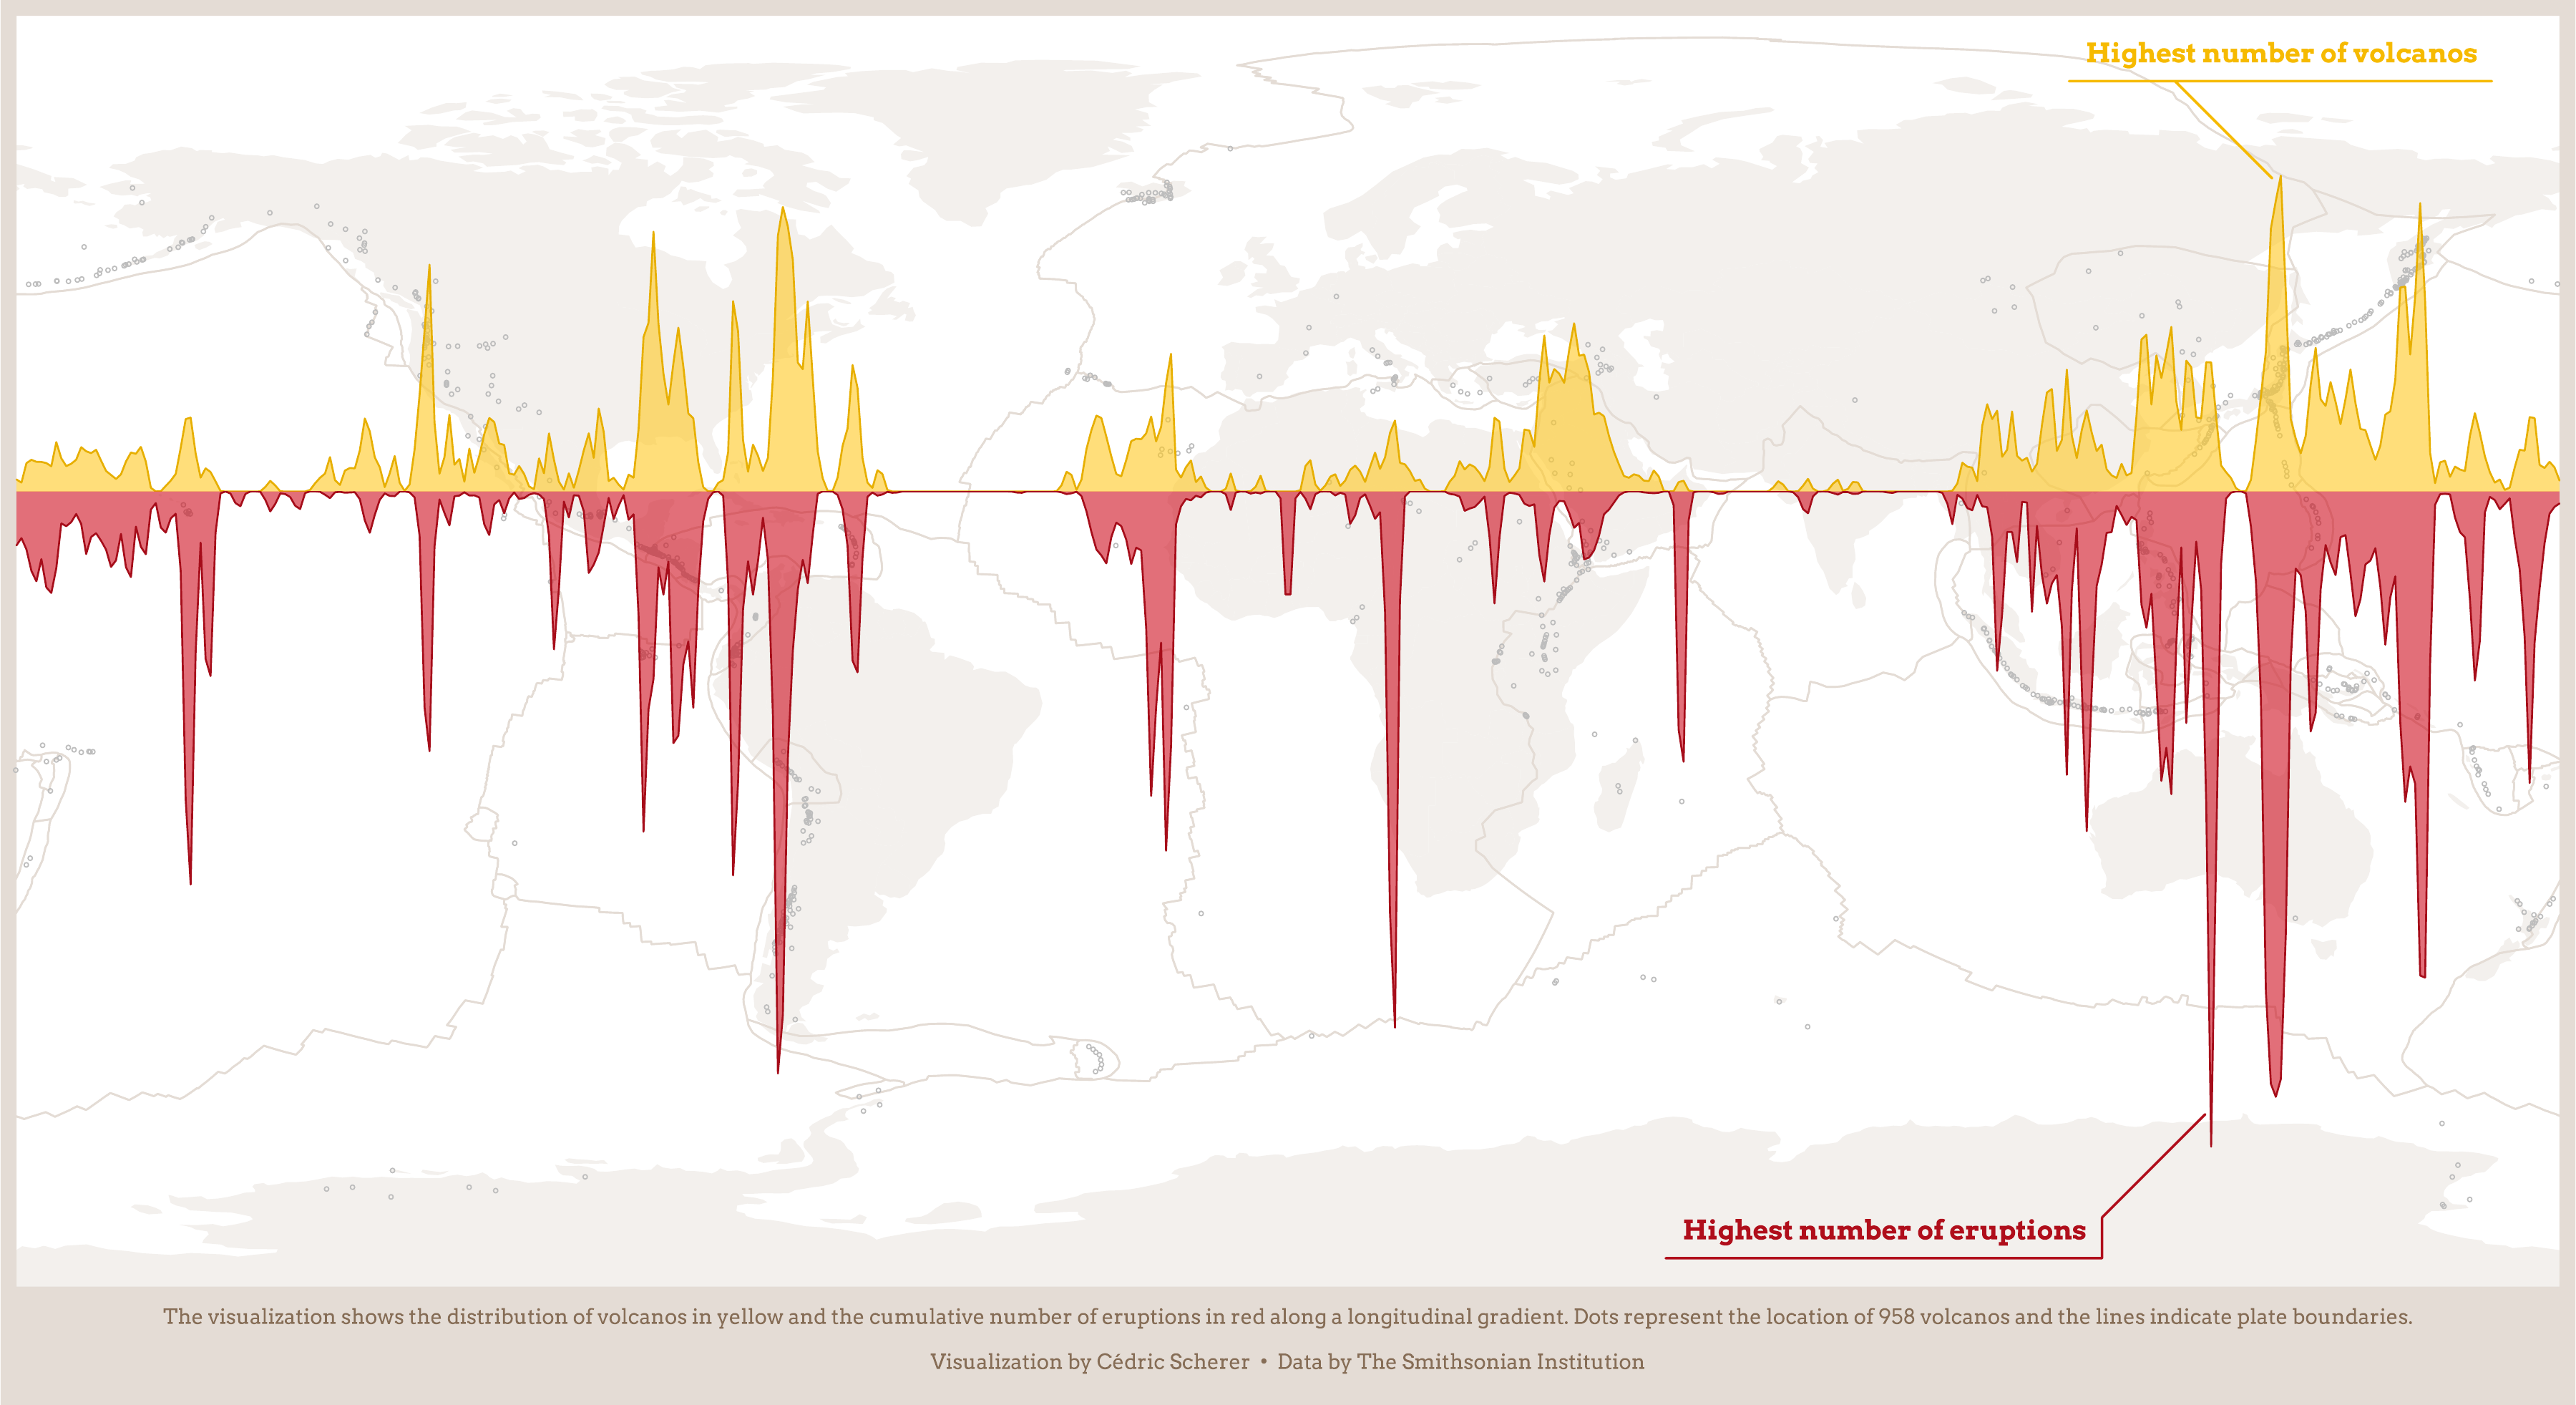 Highest number of volcanos
Highest number of eruptions
The visualization shows the distribution of volcanos in yellow and the cumulative number of eruptions in red along a longitudinal gradient. Dots represent the location of 958 volcanos and the lines indicate plate boundaries.
Visualization by Cédric Scherer • Data by The Smithsonian Institution